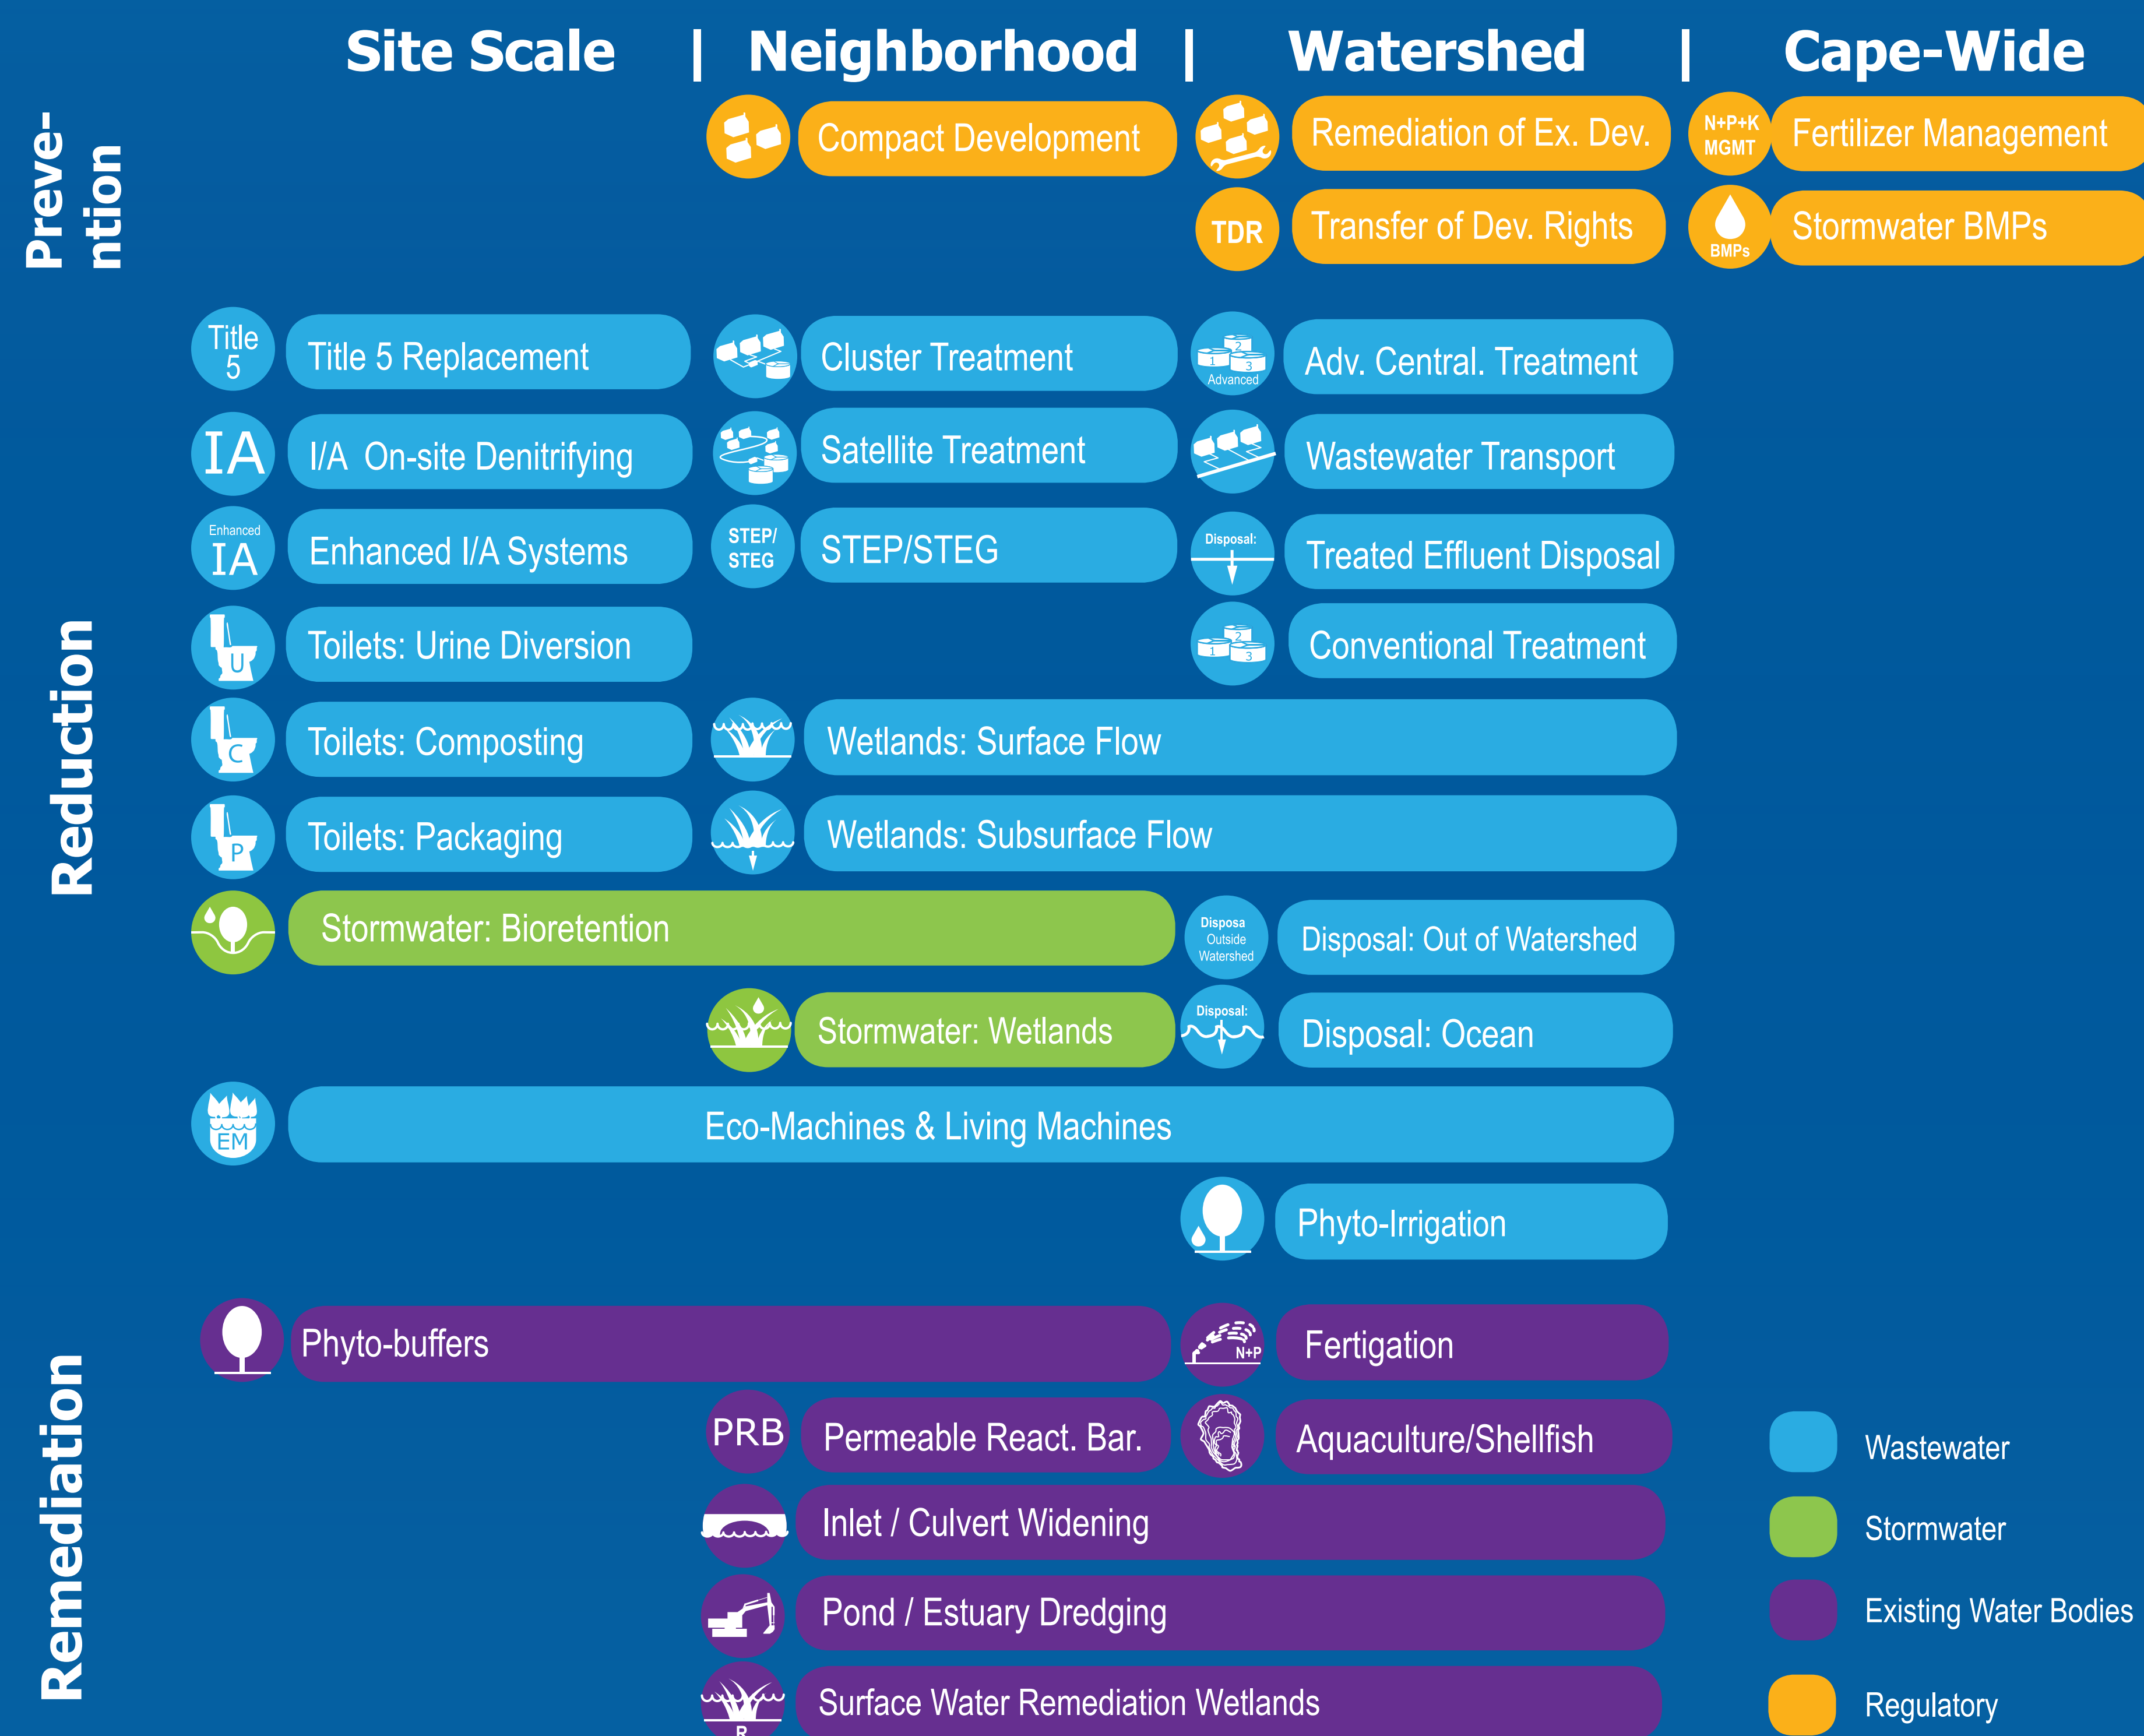 Site Scale | Neighborhood | Watershed | Cape-Wide
Preve-
ntion
Compact Development
Remediation of Ex. Dev.
N+P+K
MGMT
Fertilizer Management
TDR
Transfer of Dev. Rights
BMPs
Stormwater BMPs
Reduction
Title
5
Title 5 Replacement
Cluster Treatment
1 2 3
Advanced
Adv. Central. Treatment
IA
I/A On-site Denitrifying
Satellite Treatment
Wastewater Transport
Enhanced
IA
Enhanced I/A Systems
STEP/
STEG
STEP/STEG
Disposal:
Treated Effluent Disposal
U
Toilets: Urine Diversion
1 2 3
Conventional Treatment
C
Toilets: Composting
Wetlands: Surface Flow
P
Toilets: Packaging
Wetlands: Subsurface Flow
Stormwater: Bioretention
Disposa
Outside
Watershed
Disposal: Out of Watershed
Stormwater: Wetlands
Disposal:
Disposal: Ocean
EM
Eco-Machines & Living Machines
Phyto-Irrigation
Remediation
Phyto-buffers
N+P
Fertigation
PRB
Permeable React. Bar.
Aquaculture/Shellfish
Inlet / Culvert Widening
Pond / Estuary Dredging
R
Surface Water Remediation Wetlands
Wastewater
Stormwater
Existing Water Bodies
Regulatory